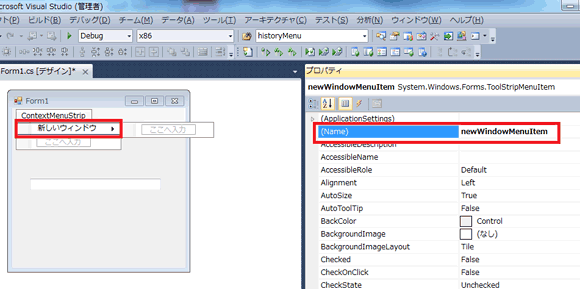 crosoft Visual Studio (管理者)
クト(P) ビルド(B) デバッグ(D) チーム(M) データ(A) ツール(T) アーキテクチャ(C) テスト(S) 分析(N) ウィンドウ(W) ヘルプ(H)
Debug x86 historyMenu
Form1.cs [デザイン]* ×
Form1
ContextMenuStrip
新しいウィンドウ
ここへ入力
ここへ入力
プロパティ
newWindowMenuItem System.Windows.Forms.ToolStripMenuItem
(ApplicationSettings)
(Name) newWindowMenuItem
AccessibleDescription
AccessibleName
AccessibleRole Default
Alignment Left
AutoSize True
AutoToolTip False
BackColor Control
BackgroundImage (なし)
BackgroundImageLayout Tile
Checked False
CheckOnClick False
CheckState Unchecked